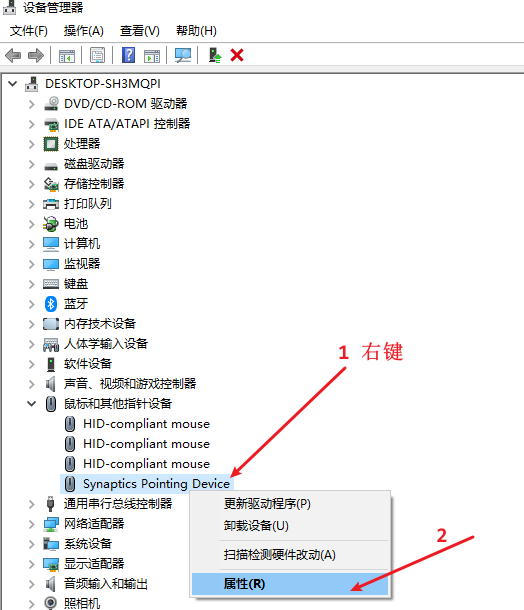 设备管理器
文件(F) 操作(A) 查看(V) 帮助(H)
DESKTOP-SH3MQPI
DVD/CD-ROM 驱动器
IDE ATA/ATAPI 控制器
处理器
磁盘驱动器
存储控制器
打印队列
电池
计算机
监视器
键盘
蓝牙
内存技术设备
人体学输入设备
1 右键
软件设备
声音、视频和游戏控制器
鼠标和其他指针设备
HID-compliant mouse
HID-compliant mouse
HID-compliant mouse
Synaptics Pointing Device
通用串行总线控制器
更新驱动程序(P)
网络适配器
卸载设备(U)
2
系统设备
扫描检测硬件改动(A)
显示适配器
音频输入和输出
属性(R)
照相机